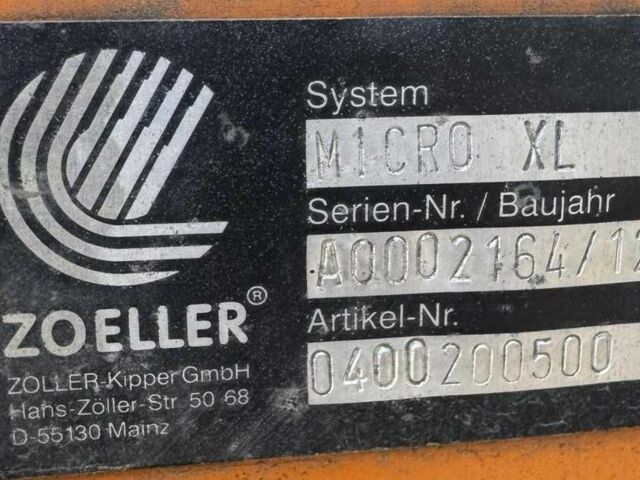 ZOELLER®
ZÖLLER-Kipper GmbH
Hans-Zöller-Str 50 68
D-55130 Mainz
System
M1CRO XL
Serien-Nr. / Baujahr
A0002164/12
Artikel-Nr.
0400200500